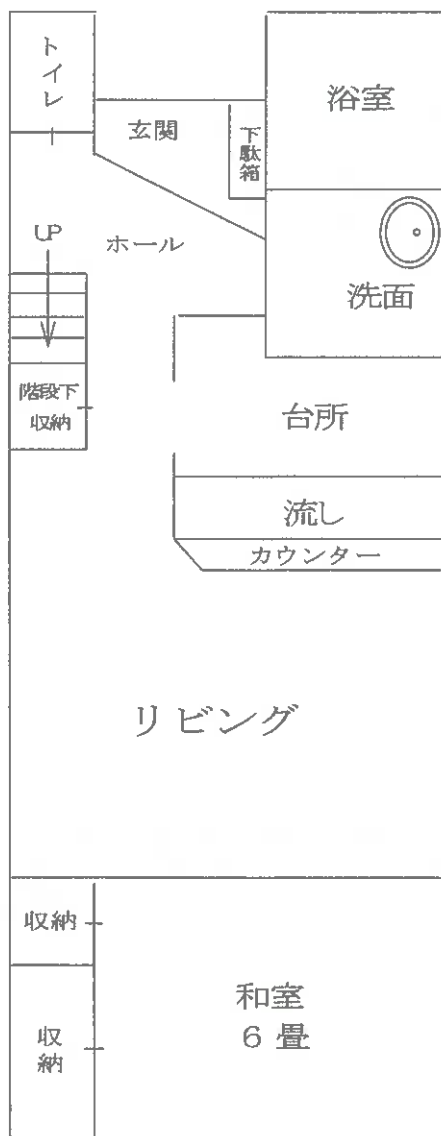 トイレ
浴室
玄関
下駄箱
UP
ホール
洗面
階段下
収納
台所
流し
カウンター
リビング
収納
和室
6 畳
収納